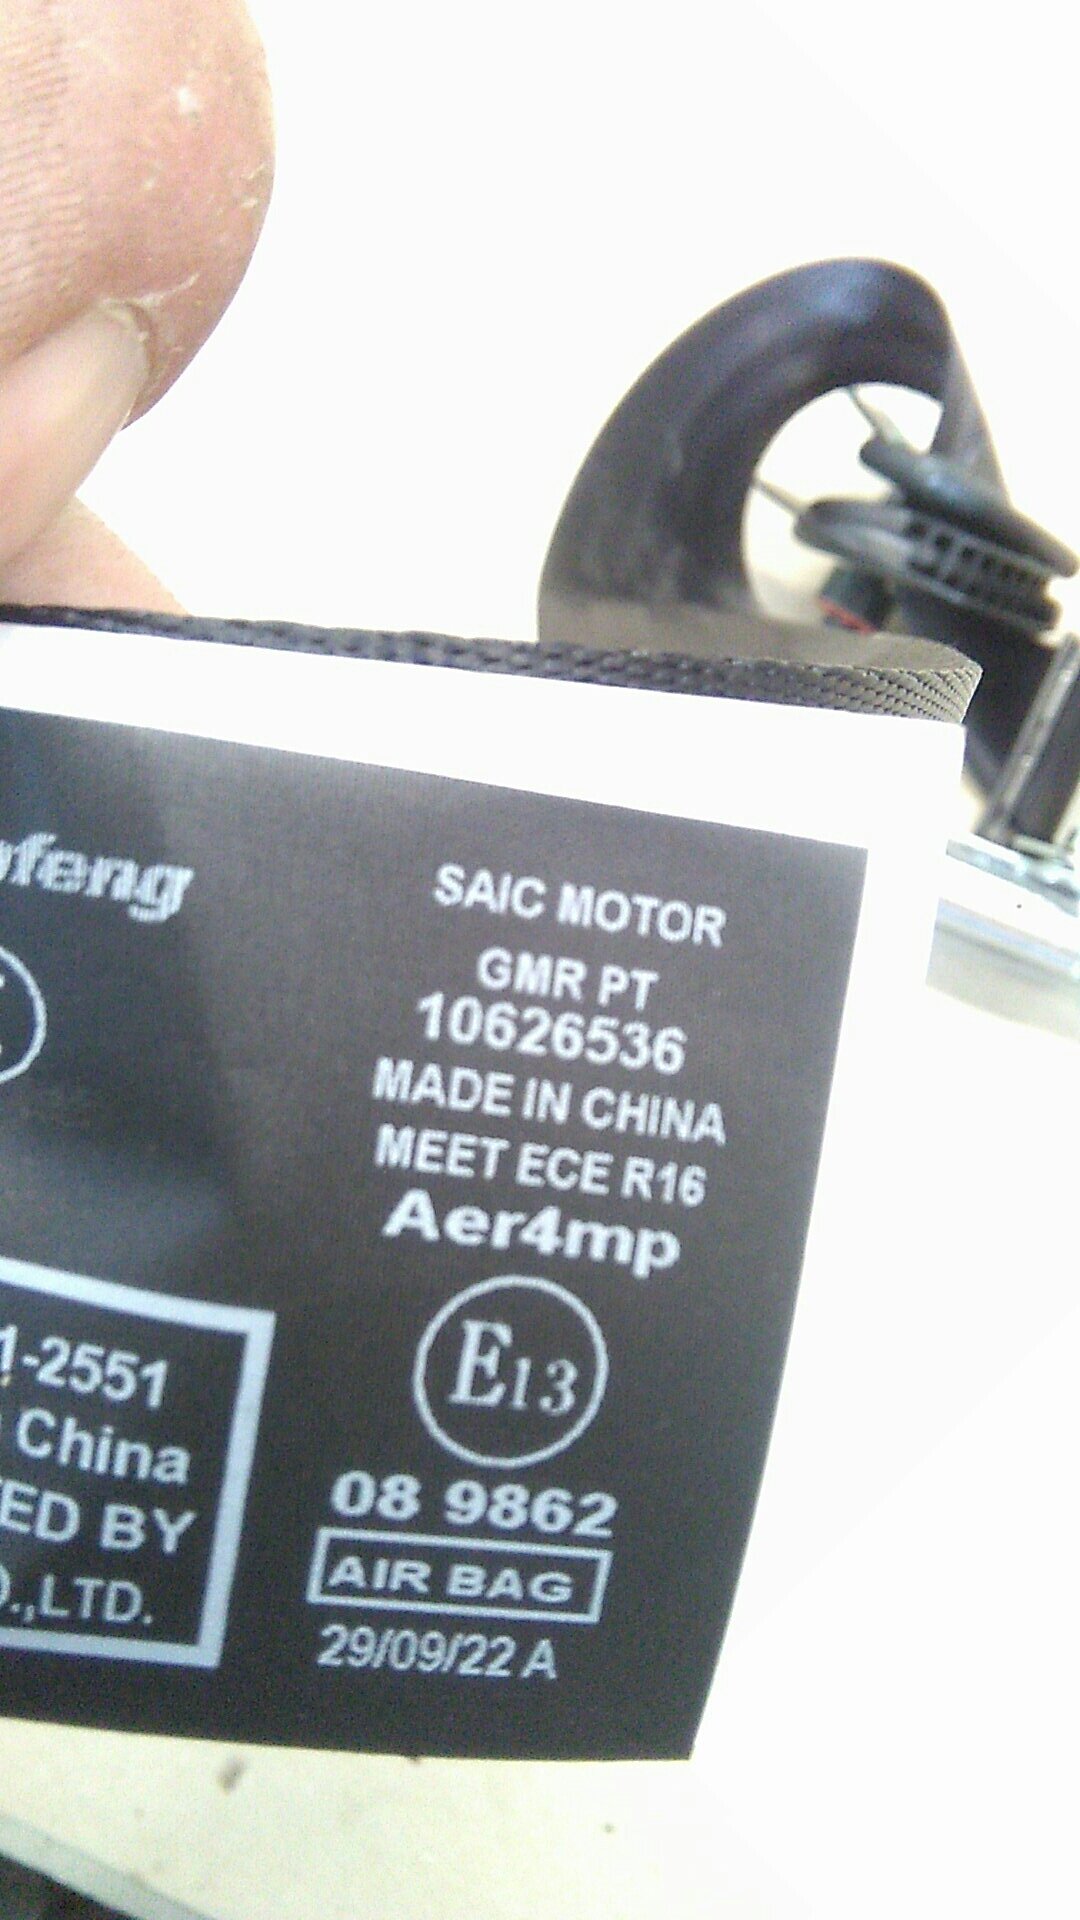 SAIC MOTOR
GMR PT
10626536
MADE IN CHINA
MEET ECE R16
Aer4mp
E13
08 9862
AIR BAG
29/09/22 A
1-2551
China
BY
LTD.